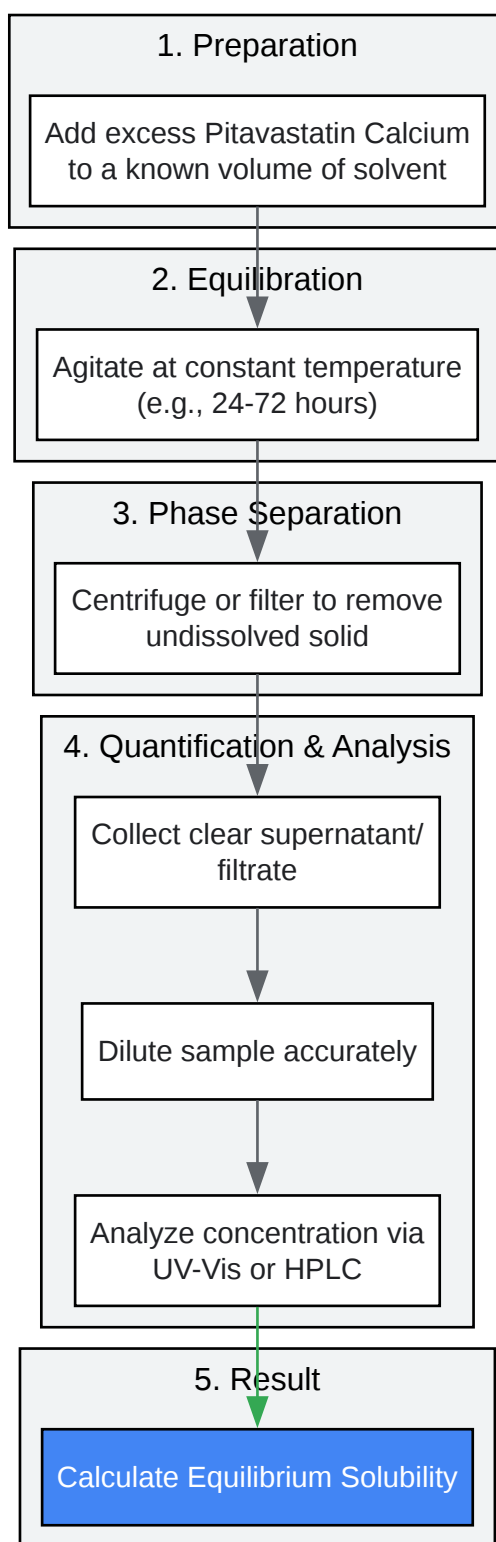 1. Preparation
Add excess Pitavastatin Calcium
to a known volume of solvent
2. Equilibration
Agitate at constant temperature
(e.g., 24-72 hours)
3. Phase Separation
Centrifuge or filter to remove
undissolved solid
4. Quantification & Analysis
Collect clear supernatant/
filtrate
Dilute sample accurately
Analyze concentration via
UV-Vis or HPLC
5. Result
Calculate Equilibrium Solubility